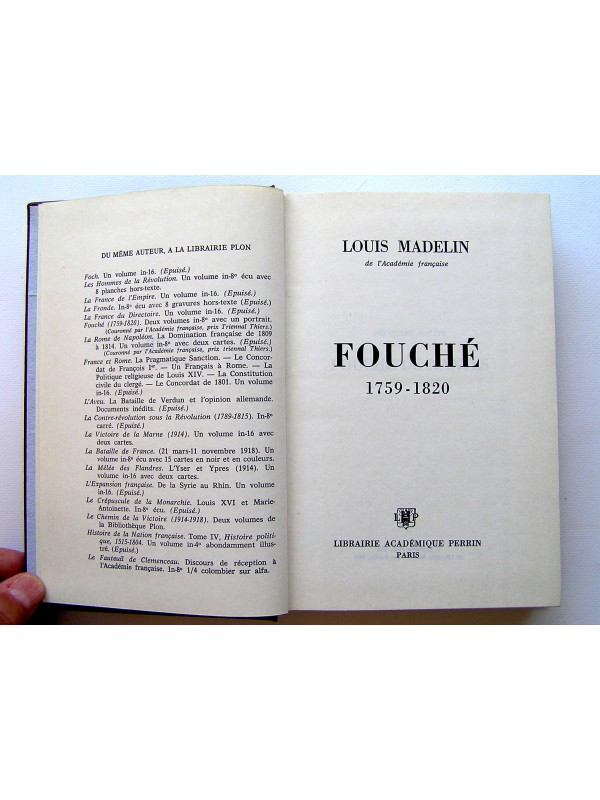 DU MÊME AUTEUR, A LA LIBRAIRIE PLON
Foch. Un volume in-16. (Epuisé.)
Les Hommes de la Révolution. Un volume in-8° écu avec
8 planches hors-texte.
La France de l'Empire. Un volume in-16. (Epuisé.)
La Fronde. In-8° écu avec 8 gravures hors-texte (Epuisé.)
La France du Directoire. Un volume in-16. (Epuisé.)
Fouché (1759-1820). Deux volumes in-8° avec un portrait.
(Couronné par l'Académie française, prix Triennal Thiers.)
La Rome de Napoléon. La Domination française de 1809
à 1814. Un volume in-8° avec deux cartes. (Epuisé.)
(Couronné par l'Académie française, prix Thiers.)
France et Rome. La Pragmatique Sanction. — Le Concor-
dat de François Ier. — Un Français à Rome. — La
Politique religieuse de Louis XIV. — La Constitution
civile du clergé. — Le Concordat de 1801. Un volume
in-16. (Epuisé.)
L'Aveu. La Bataille de Verdun et l'opinion allemande.
Documents inédits. (Epuisé.)
La Contre-révolution sous la Révolution (1789-1815). In-8°
carré. (Epuisé.)
La Victoire de la Marne (1914). Un volume in-16 avec
deux cartes.
La Bataille de France. (21 mars-11 novembre 1918). Un
volume in-8° écu avec 15 cartes en noir et en couleurs.
La Mêlée des Flandres. L'Yser et Ypres (1914). Un
volume in-16 avec deux cartes.
L'Expansion française. De la Syrie au Rhin. Un volume
in-16. (Epuisé.)
Le Crépuscule de la Monarchie. Louis XVI et Marie-
Antoinette. In-8° écu. (Epuisé.)
Le Chemin de la Victoire (1914-1918). Deux volumes de
la Bibliothèque Plon.
Histoire de la Nation française. Tome IV, Histoire politi-
que, 1515-1804. Un volume in-4° abondamment illus-
tré. (Epuisé.)
Le Fauteuil de Clemenceau. Discours de réception à
l'Académie française. In-8° 1/4 colombier sur alfa.
LOUIS MADELIN
de l'Académie française
FOUCHÉ
1759-1820
L P
LIBRAIRIE ACADÉMIQUE PERRIN
PARIS